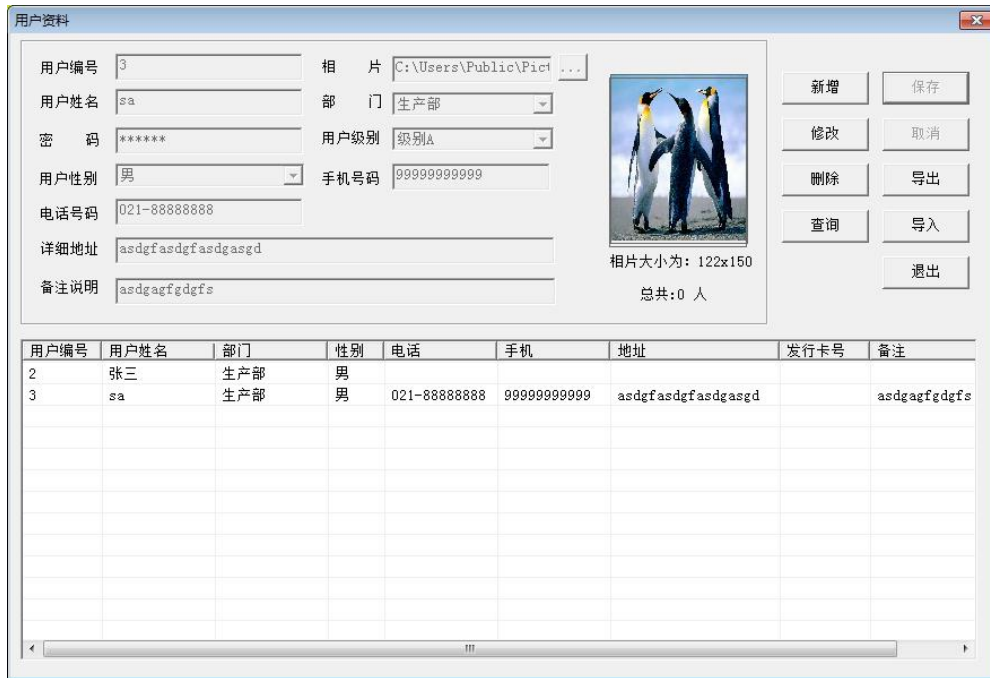 用户资料
用户编号 3 相 片 C:\Users\Public\Pict ...
用户姓名 sa 部 门 生产部
密 码 ****** 用户级别 级别A
用户性别 男 手机号码 99999999999
电话号码 021-88888888
详细地址 asdgfasdgfasdgasgd
备注说明 asdgagfgdgfs
相片大小为: 122x150
总共:0 人
新增 保存
修改 取消
删除 导出
查询 导入
退出
用户编号 用户姓名 部门 性别 电话 手机 地址 发行卡号 备注
2 张三 生产部 男
3 sa 生产部 男 021-88888888 99999999999 asdgfasdgfasdgasgd asdgagfgdgfs